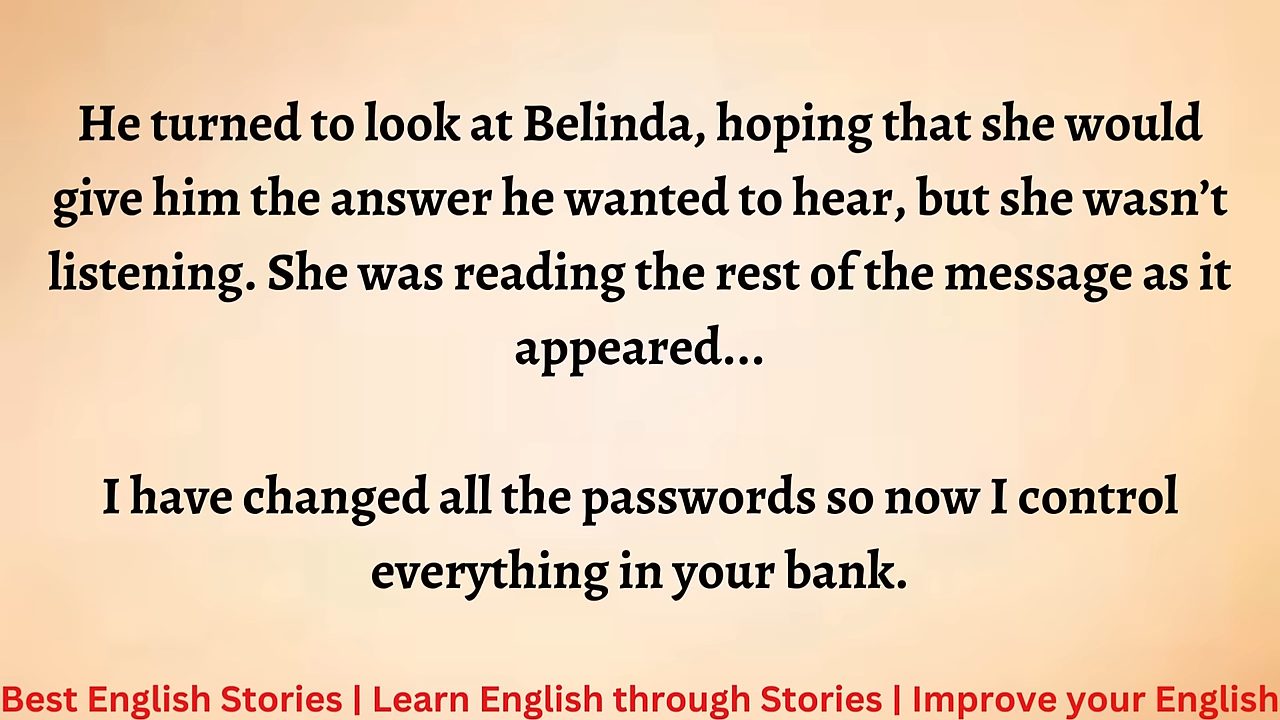 He turned to look at Belinda, hoping that she would
give him the answer he wanted to hear, but she wasn’t
listening. She was reading the rest of the message as it
appeared...
I have changed all the passwords so now I control
everything in your bank.
Best English Stories | Learn English through Stories | Improve your English